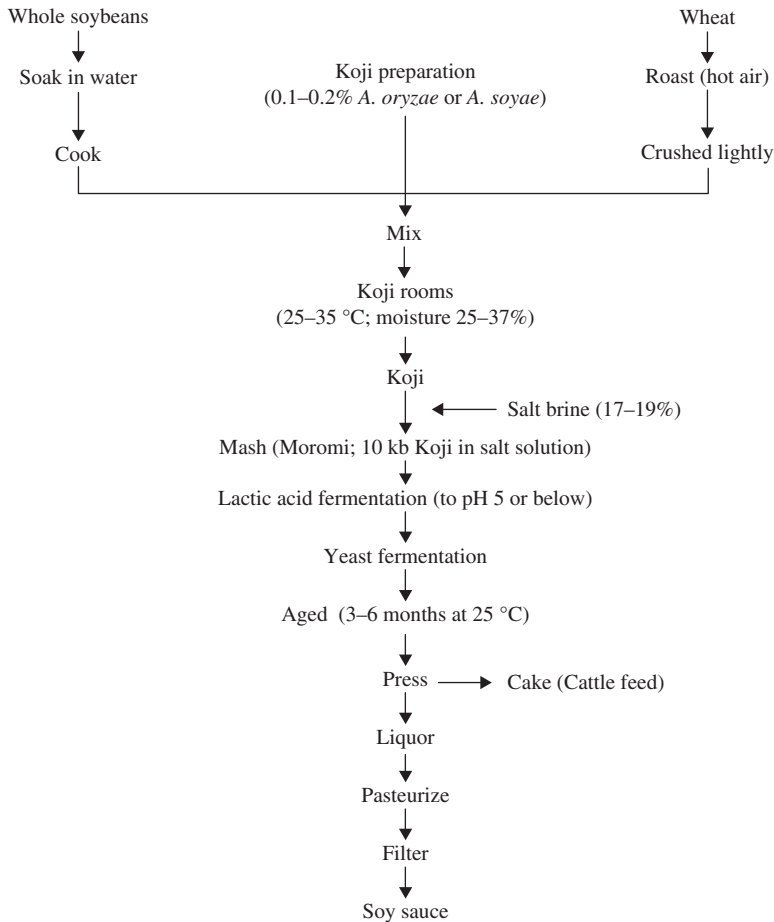 Whole soybeans
Soak in water
Cook
Koji preparation
(0.1–0.2% A. oryzae or A. soyae)
Wheat
Roast (hot air)
Crushed lightly
Mix
Koji rooms
(25–35 °C; moisture 25–37%)
Koji
Salt brine (17–19%)
Mash (Moromi; 10 kb Koji in salt solution)
Lactic acid fermentation (to pH 5 or below)
Yeast fermentation
Aged (3–6 months at 25 °C)
Press
Cake (Cattle feed)
Liquor
Pasteurize
Filter
Soy sauce